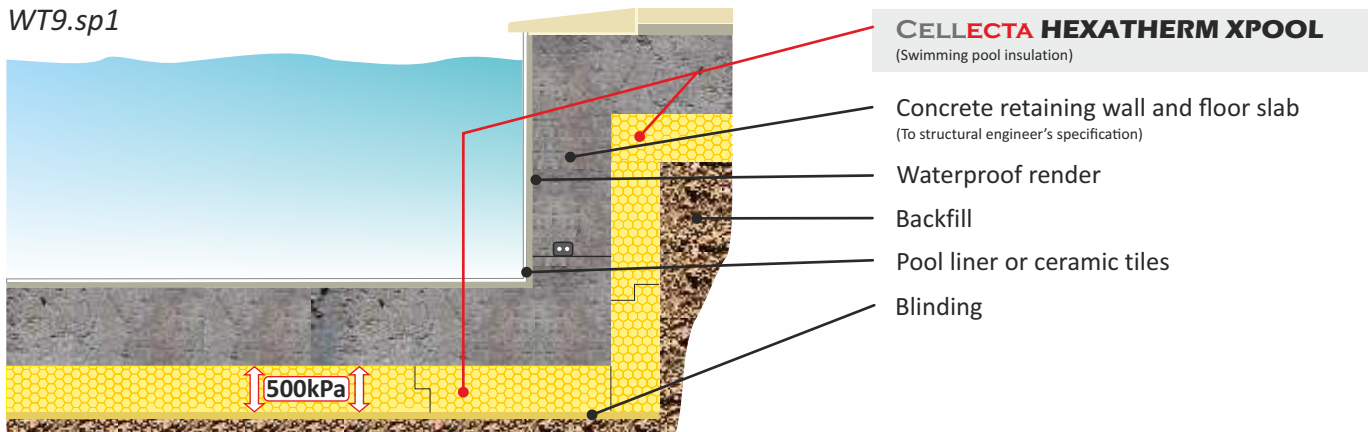 WT9.sp1
CELLECTA HEXATHERM XPOOL
(Swimming pool insulation)
Concrete retaining wall and floor slab
(To structural engineer’s specification)
Waterproof render
Backfill
Pool liner or ceramic tiles
Blinding
500kPa